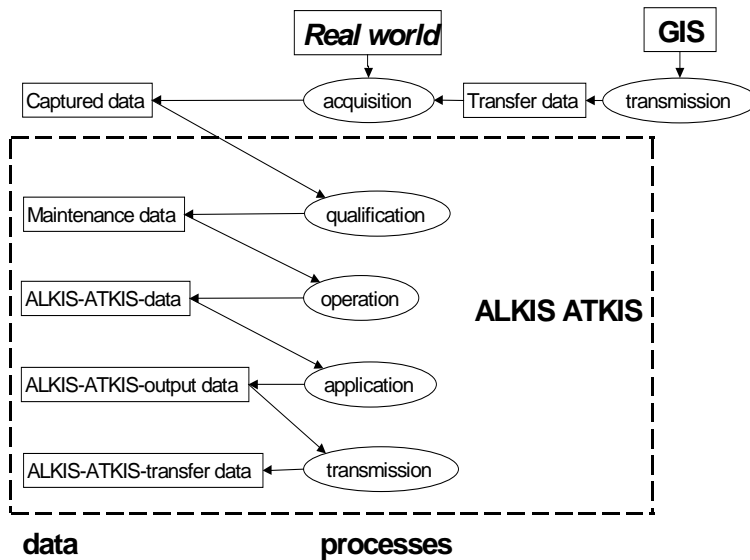 Real world
GIS
Captured data
acquisition
Transfer data
transmission
Maintenance data
qualification
ALKIS-ATKIS-data
operation
ALKIS ATKIS
ALKIS-ATKIS-output data
application
ALKIS-ATKIS-transfer data
transmission
data
processes